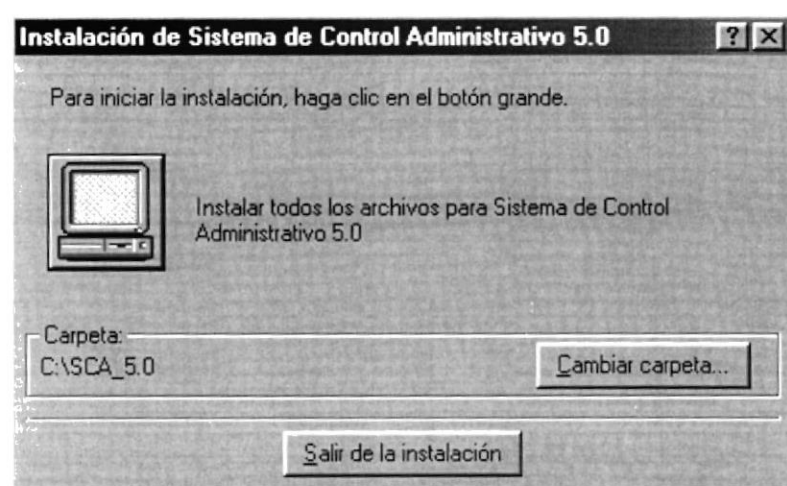 Instalación de Sistema de Control Administrativo 5.0
Para iniciar la instalación, haga clic en el botón grande.
Instalar todos los archivos para Sistema de Control
Administrativo 5.0
Carpeta:
C:\SCA_5.0
Cambiar carpeta...
Salir de la instalación